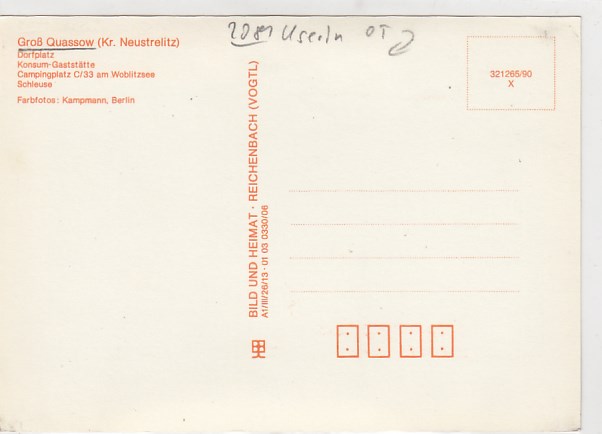 2081 Userin OT
Groß Quassow (Kr. Neustrelitz)
Dorfplatz
Konsum-Gaststätte
Campingplatz C/33 am Woblitzsee
Schleuse
Farbfotos: Kampmann, Berlin
BILD UND HEIMAT · REICHENBACH (VOGTL)
A1/III/26/13 · 01 03 0330/06
321265/90
X